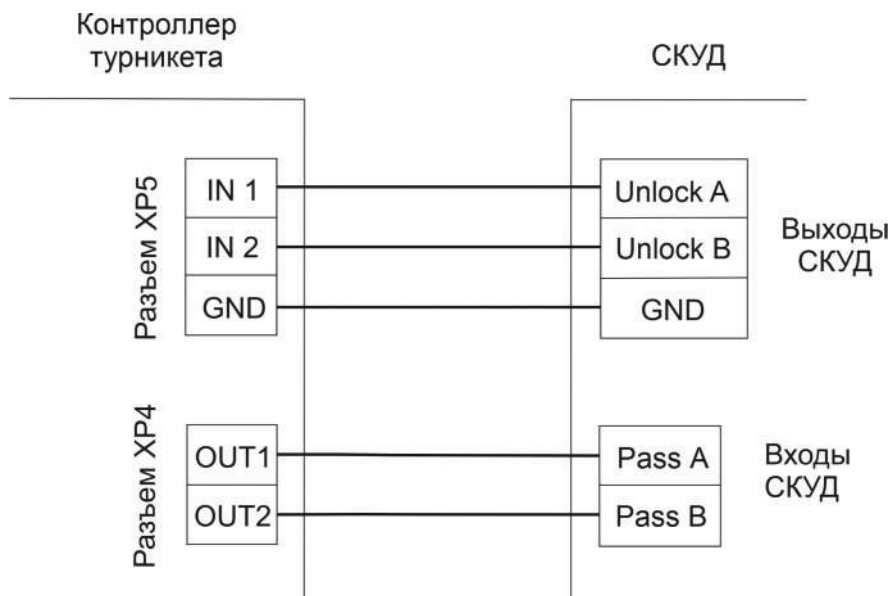 Контроллер
турникета
СКУД
Разъем XP5
IN 1
IN 2
GND
Unlock A
Unlock B
GND
Выходы
СКУД
Разъем XP4
OUT1
OUT2
Pass A
Pass B
Входы
СКУД